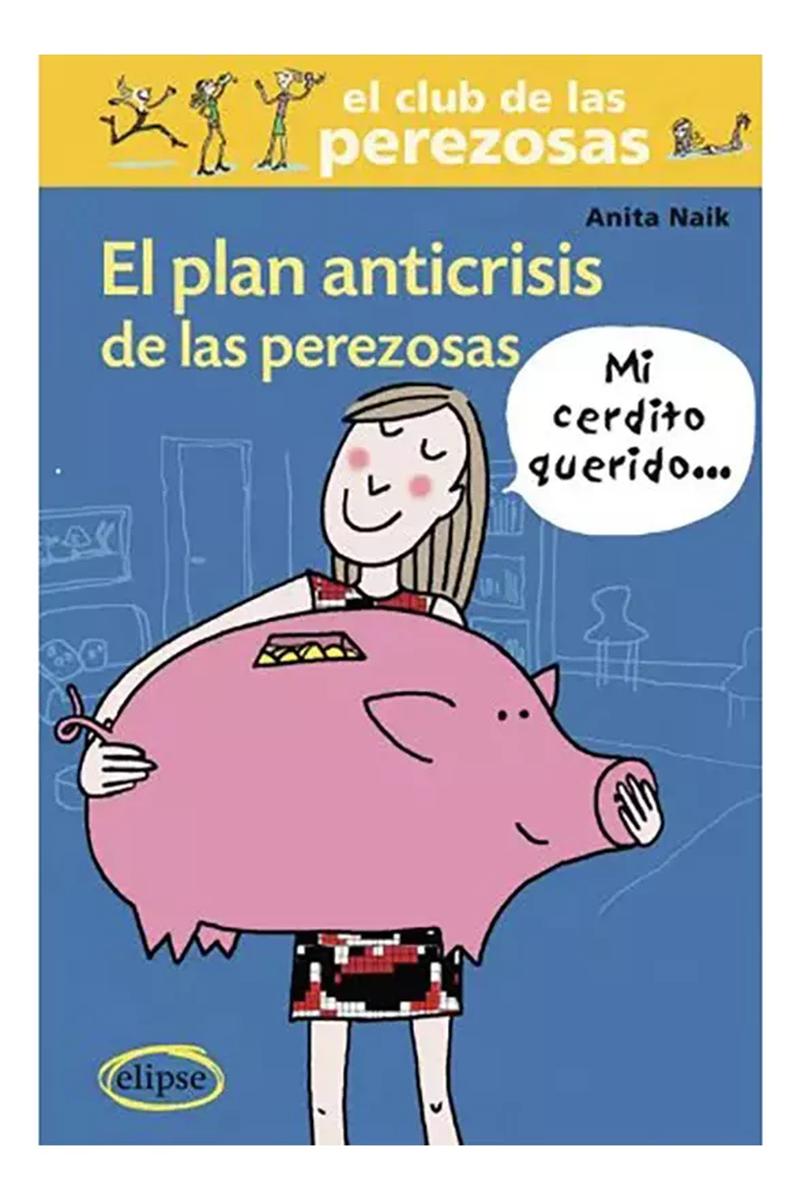 el club de las
perezosas
Anita Naik
El plan anticrisis
de las perezosas
Mi
cerdito
querido...
elipse